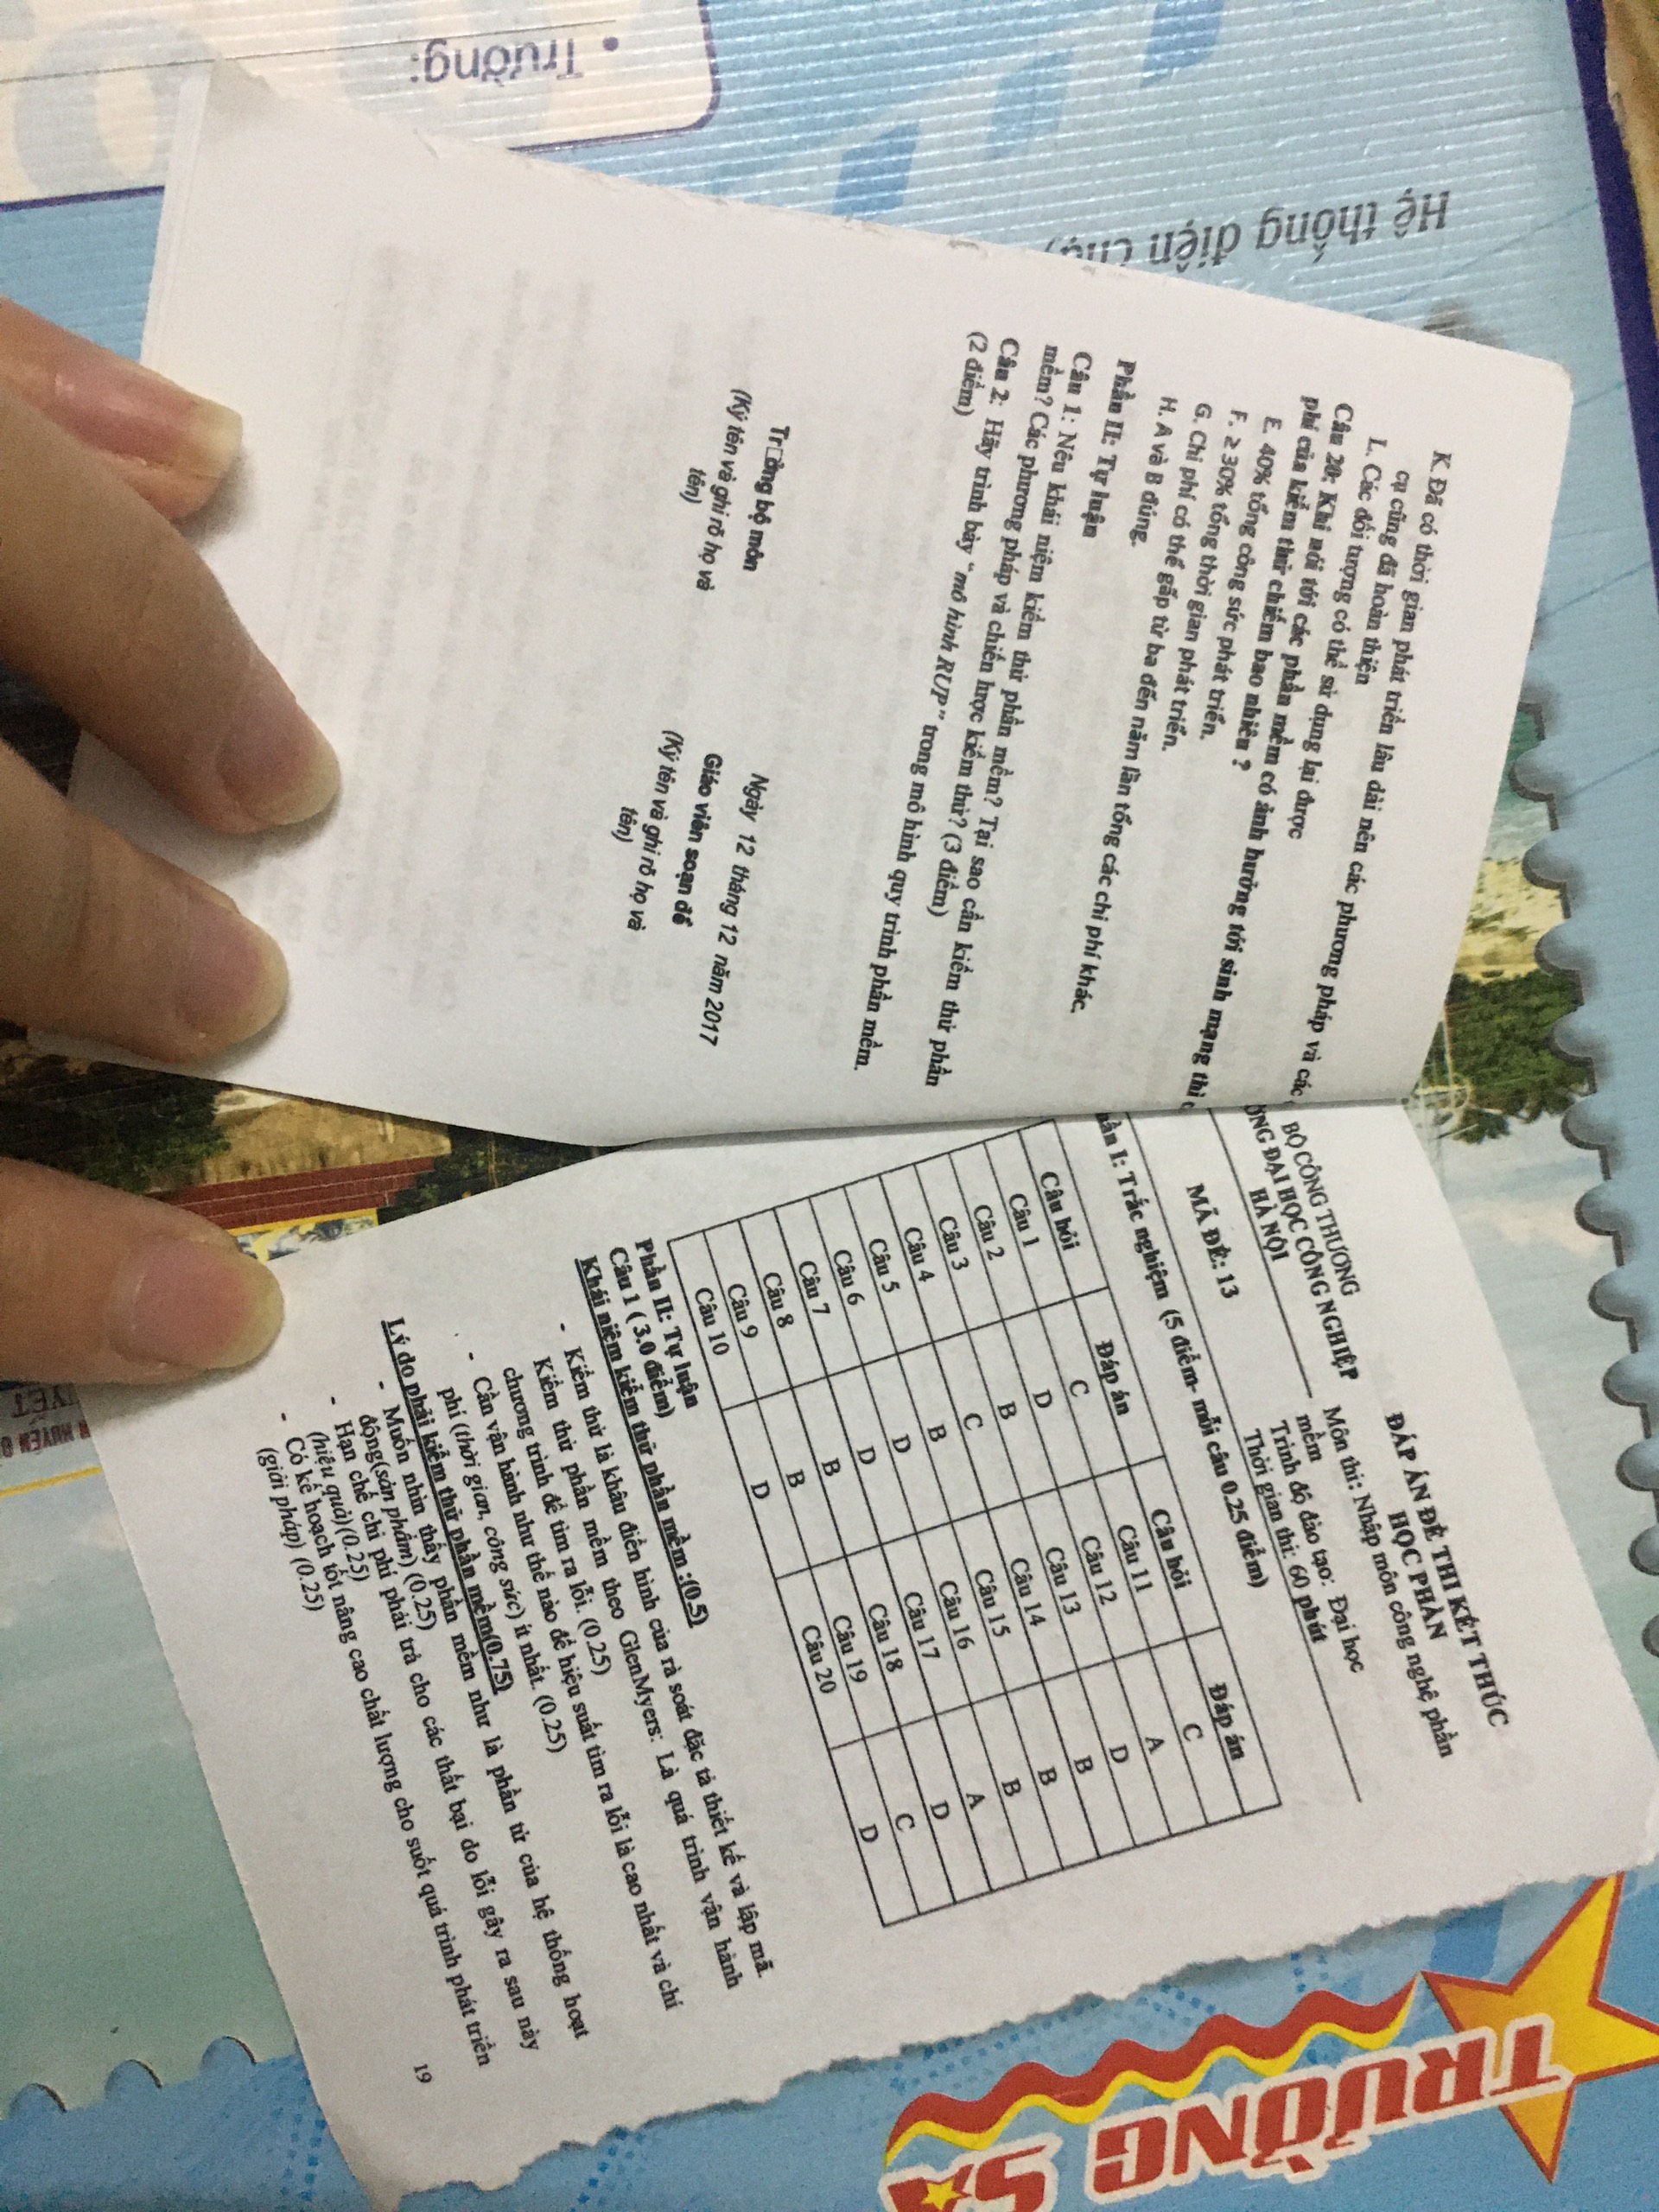 K. Đã có thời gian phát triển lâu dài nên các phương pháp và các
cụ cũng đã hoàn thiện
L. Các đối tượng có thể sử dụng lại được
Câu 20: Khi nói tới các phần mềm có ảnh hưởng tới sinh mạng thì
phí của kiểm thử chiếm bao nhiêu ?
E. 40% tổng công sức phát triển.
F. ≥ 30% tổng thời gian phát triển.
G. Chi phí có thể gấp từ ba đến năm lần tổng các chi phí khác.
H. A và B đúng.
Phần II: Tự luận
Câu 1: Nêu khái niệm kiểm thử phần mềm? Tại sao cần kiểm thử phần
mềm? Các phương pháp và chiến lược kiểm thử? (3 điểm)
Câu 2: Hãy trình bày "mô hình RUP" trong mô hình quy trình phần mềm.
(2 điểm)
Ngày 12 tháng 12 năm 2017
Tr□ởng bộ môn
Giáo viên soạn đề
(Ký tên và ghi rõ họ và
tên)
(Ký tên và ghi rõ họ và
tên)
BỘ CÔNG THƯƠNG
ĐẠI HỌC CÔNG NGHIỆP
HÀ NỘI
MÃ ĐỀ: 13
ĐÁP ÁN ĐỀ THI KẾT THÚC
HỌC PHẦN
Môn thi: Nhập môn công nghệ phần
mềm
Trình độ đào tạo: Đại học
Thời gian thi: 60 phút
I: Trắc nghiệm (5 điểm- mỗi câu 0.25 điểm)
Câu hỏi Đáp án Câu hỏi Đáp án
Câu 1 C Câu 11 C
Câu 2 D Câu 12 A
Câu 3 B Câu 13 D
Câu 4 C Câu 14 B
Câu 5 B Câu 15 B
Câu 6 D Câu 16 B
Câu 7 D Câu 17 A
Câu 8 B Câu 18 D
Câu 9 B Câu 19 C
Câu 10 D Câu 20 D
Phần II: Tự luận
Câu 1 ( 3.0 điểm)
Khái niệm kiểm thử phần mềm :(0.5)
- Kiểm thử là khâu điển hình của rà soát đặc tả thiết kế và lập mã.
Kiểm thử phần mềm theo GlenMyers: Là quá trình vận hành
chương trình để tìm ra lỗi. (0.25)
- Cần vận hành như thế nào để hiệu suất tìm ra lỗi là cao nhất và chi
phí (thời gian, công sức) ít nhất. (0.25)
Lý do phải kiểm thử phần mềm(0.75)
- Muốn nhìn thấy phần mềm như là phần tử của hệ thống hoạt
động(sản phẩm) (0.25)
- Hạn chế chi phí phải trả cho các thất bại do lỗi gây ra sau này
(hiệu quả)(0.25)
- Có kế hoạch tốt nâng cao chất lượng cho suốt quá trình phát triển
(giải pháp) (0.25)
19
• Trường:
Hệ thống điện
TRƯỜNG SA